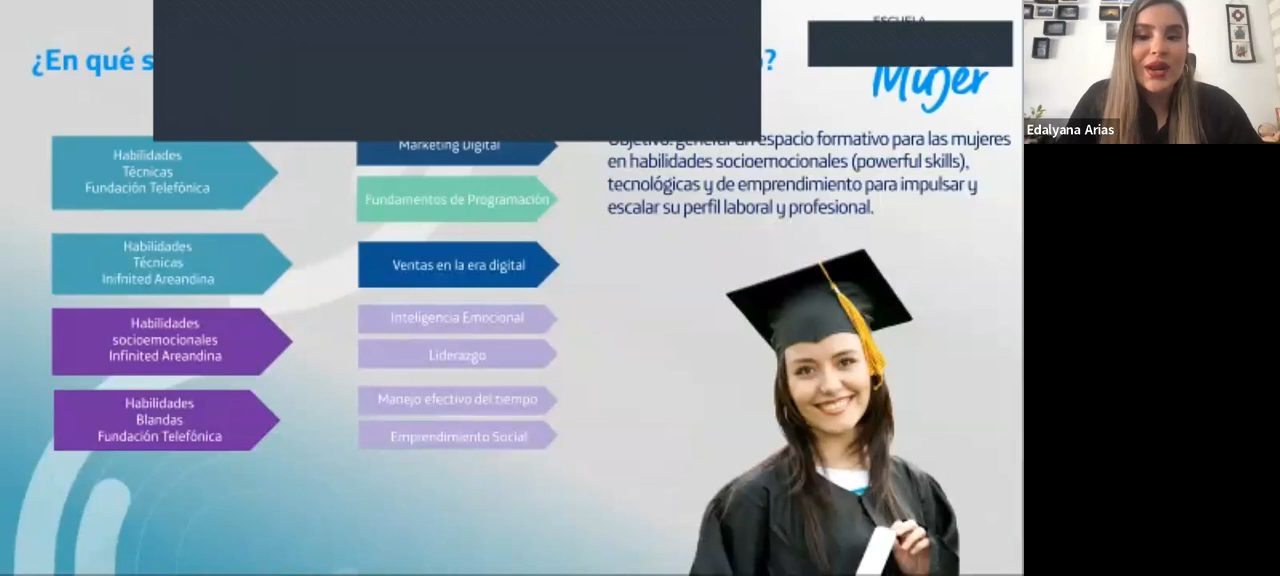 ¿En qué s
?
ESCUELA
Mujer
Edalyana Arias
Habilidades
Técnicas
Fundación Telefónica
Habilidades
Técnicas
Inifnited Areandina
Habilidades
socioemocionales
Infinited Areandina
Habilidades
Blandas
Fundación Telefónica
Marketing Digital
Fundamentos de Programación
Ventas en la era digital
Inteligencia Emocional
Liderazgo
Manejo efectivo del tiempo
Emprendimiento Social
Objetivo: generar un espacio formativo para las mujeres
en habilidades socioemocionales (powerful skills),
tecnológicas y de emprendimiento para impulsar y
escalar su perfil laboral y profesional.